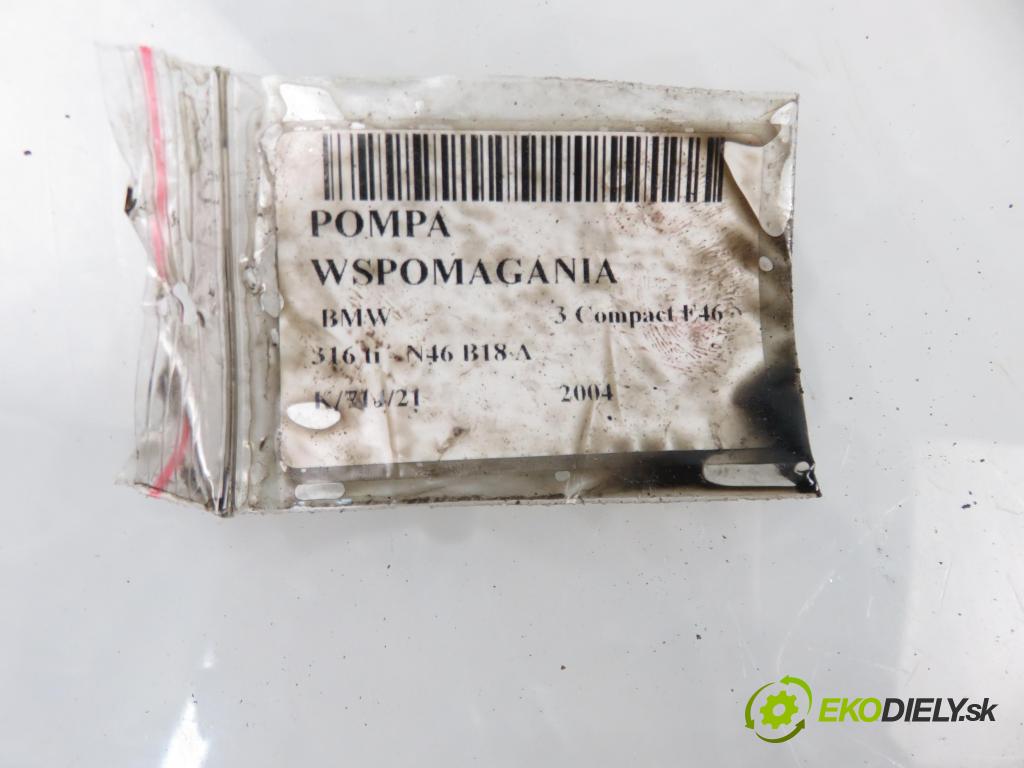 POMPA
WSPOMAGANIA
BMW 3 Compact E46
316 ti N46 B18 A
2004
EKODIELY.sk